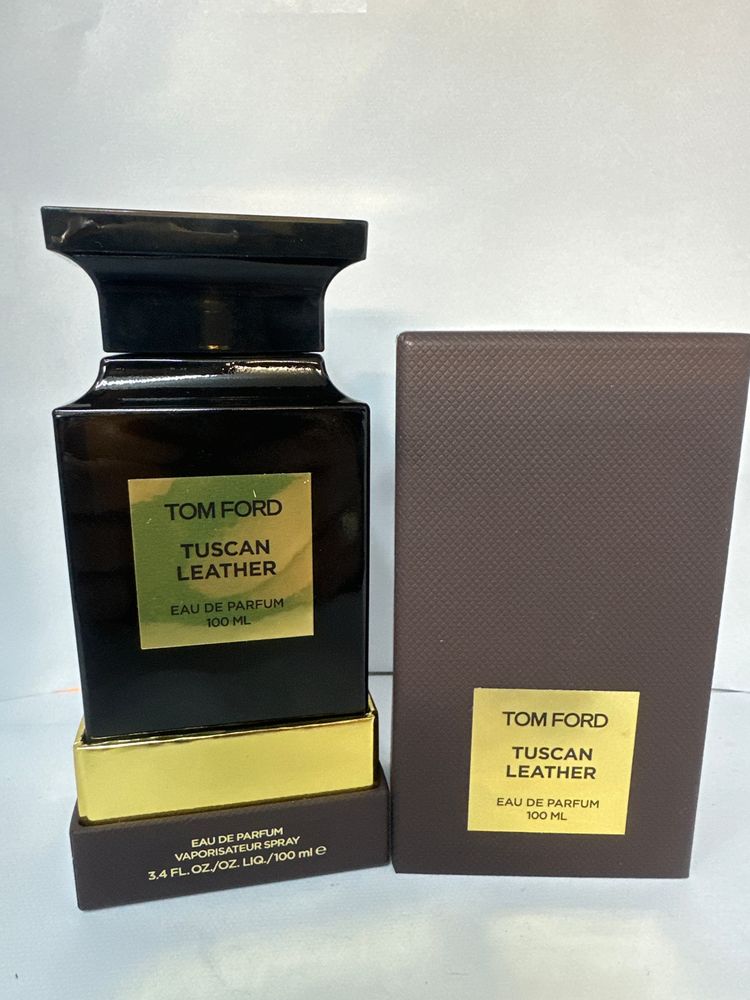 TOM FORD
TUSCAN
LEATHER
EAU DE PARFUM
100 ML
EAU DE PARFUM
VAPORISATEUR SPRAY
3.4 FL. OZ./OZ. LIQ./100 ml ℮
TOM FORD
TUSCAN
LEATHER
EAU DE PARFUM
100 ML